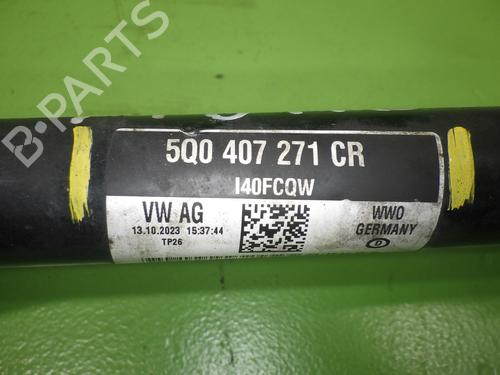 B-PARTS
5Q0 407 271 CR
I40FCQW
VW AG
13.10.2023 15:37:44
TP26
WWO
GERMANY
D